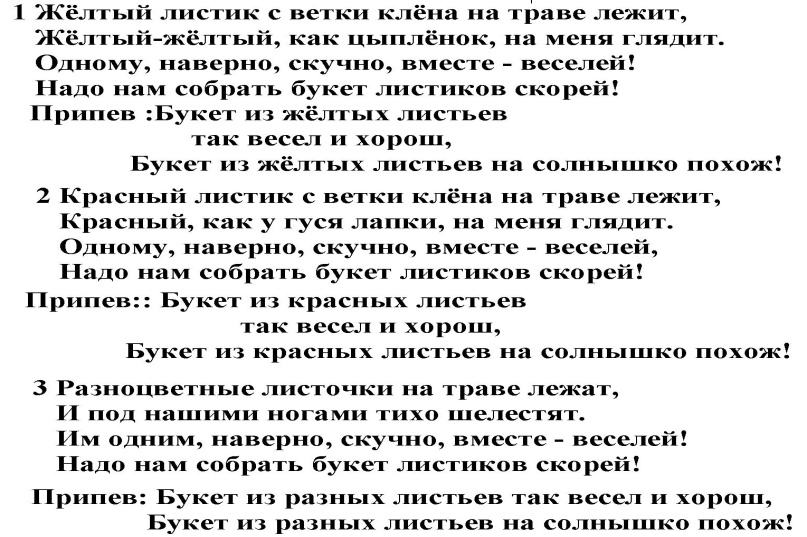 1 Жёлтый листик с ветки клёна на траве лежит,
Жёлтый-жёлтый, как цыплёнок, на меня глядит.
Одному, наверно, скучно, вместе - веселей!
Надо нам собрать букет листиков скорей!
Припев :Букет из жёлтых листьев
так весел и хорош,
Букет из жёлтых листьев на солнышко похож!
2 Красный листик с ветки клёна на траве лежит,
Красный, как у гуся лапки, на меня глядит.
Одному, наверно, скучно, вместе - веселей,
Надо нам собрать букет листиков скорей!
Припев:: Букет из красных листьев
так весел и хорош,
Букет из красных листьев на солнышко похож!
3 Разноцветные листочки на траве лежат,
И под нашими ногами тихо шелестят.
Им одним, наверно, скучно, вместе - веселей!
Надо нам собрать букет листиков скорей!
Припев: Букет из разных листьев так весел и хорош,
Букет из разных листьев на солнышко похож!